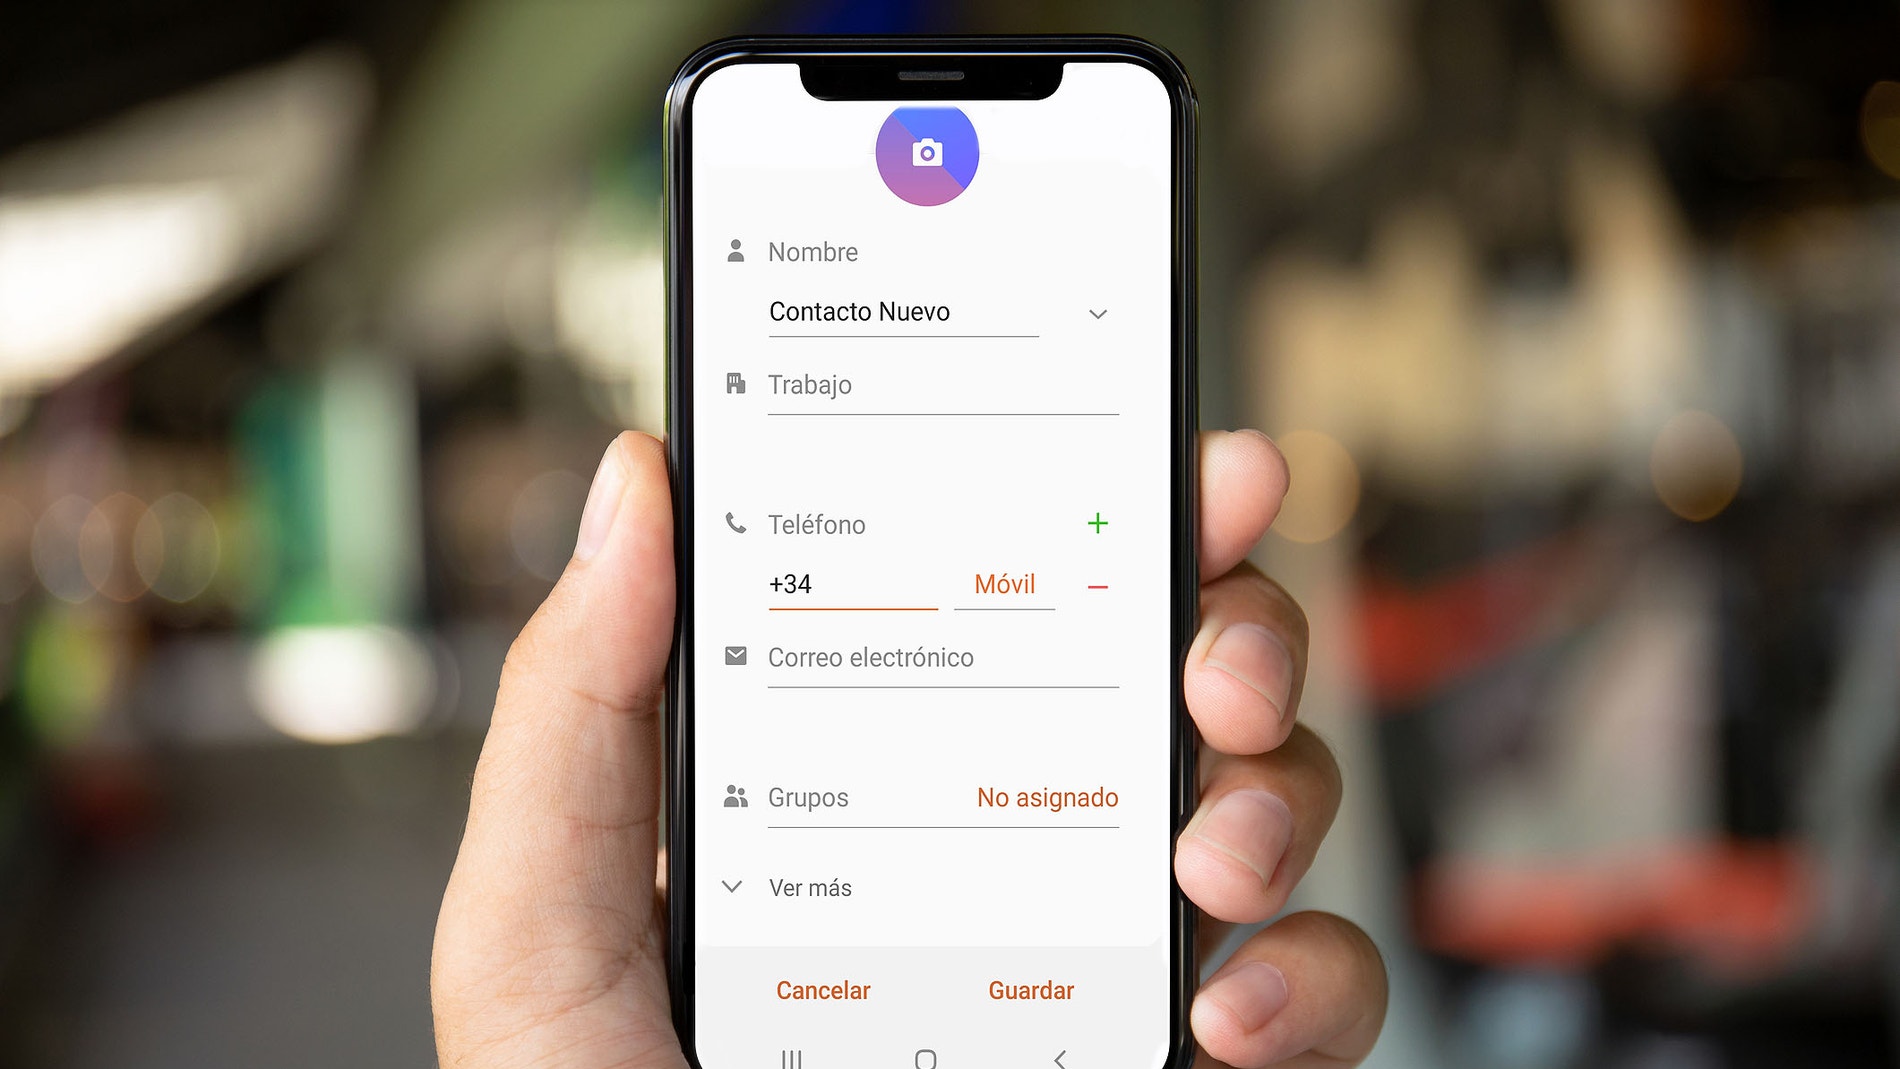 Nombre
Contacto Nuevo
Trabajo
Teléfono
+34 Móvil
Correo electrónico
Grupos No asignado
Ver más
Cancelar Guardar